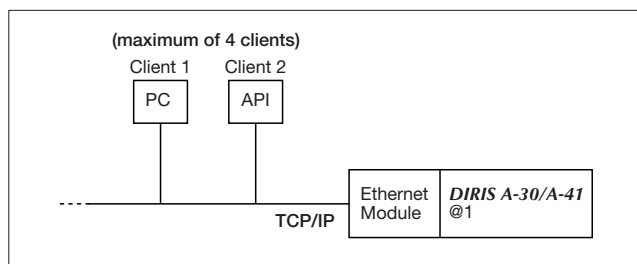 (maximum of 4 clients)
Client 1 Client 2
PC API
Ethernet Module
DIRIS A-30/A-41
@1
TCP/IP